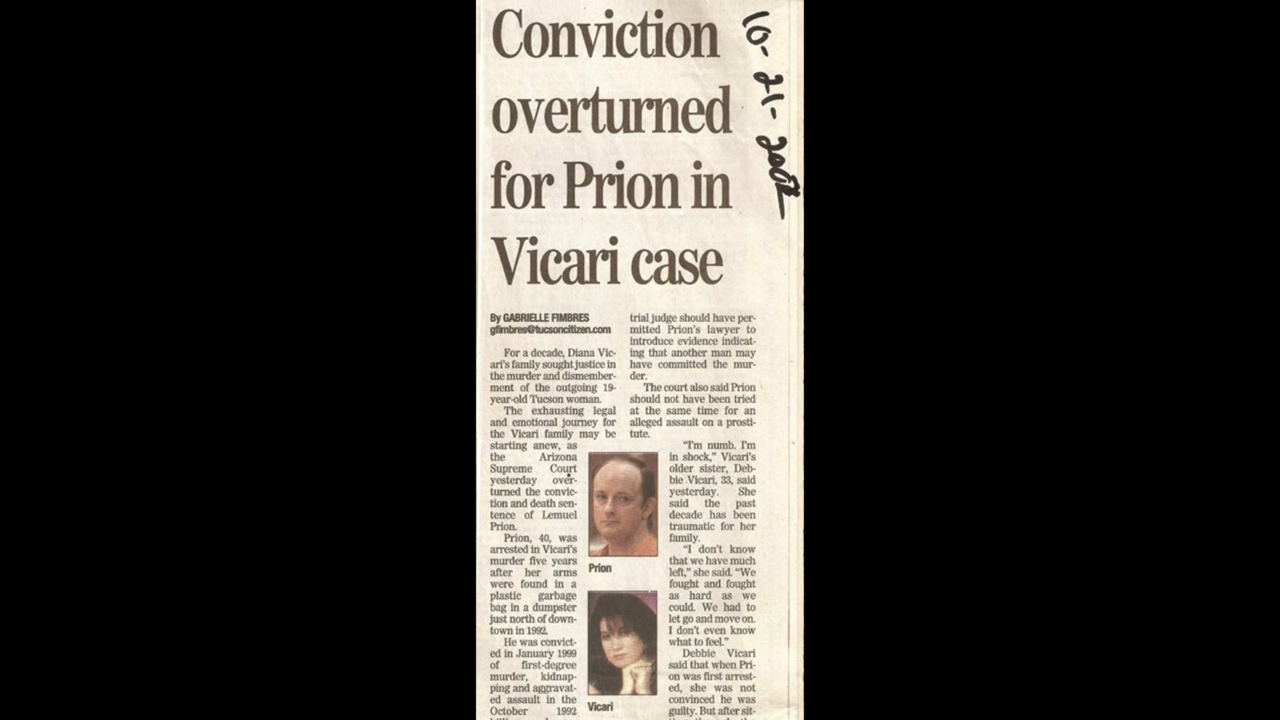 Conviction
overturned
for Prion in
Vicari case
10-21-2002
By GABRIELLE FIMBRES
gfimbres@tucsoncitizen.com
For a decade, Diana Vic-
ari's family sought justice in
the murder and dismember-
ment of the outgoing 19-
year-old Tucson woman.
The exhausting legal
and emotional journey for
the Vicari family may be
starting anew, as
the Arizona
Supreme Court
yesterday over-
turned the convic-
tion and death sen-
tence of Lemuel
Prion.
Prion, 40, was
arrested in Vicari's
murder five years
after her arms
were found in a
plastic garbage
bag in a dumpster
just north of down-
town in 1992.
He was convict-
ed in January 1999
of first-degree
murder, kidnap-
ping and aggravat-
ed assault in the
October 1992
Prion
Vicari
trial judge should have per-
mitted Prion's lawyer to
introduce evidence indicat-
ing that another man may
have committed the mur-
der.
The court also said Prion
should not have been tried
at the same time for an
alleged assault on a prosti-
tute.
"I'm numb. I'm
in shock," Vicari's
older sister, Deb-
bie Vicari, 33, said
yesterday. She
said the past
decade has been
traumatic for her
family.
"I don't know
that we have much
left," she said. "We
fought and fought
as hard as we
could. We had to
let go and move on.
I don't even know
what to feel."
Debbie Vicari
said that when Pri-
on was first arrest-
ed, she was not
convinced he was
guilty. But after sit-